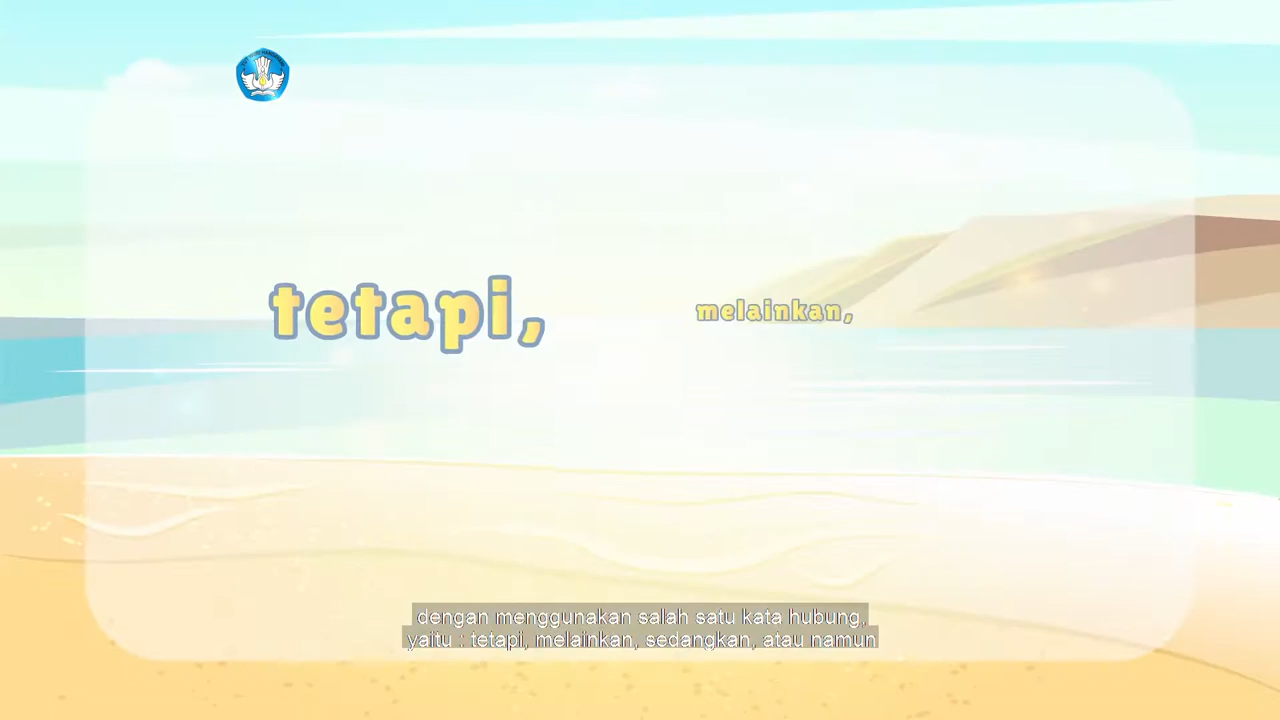 tetapi, melainkan,
dengan menggunakan salah satu kata hubung,
yaitu : tetapi, melainkan, sedangkan, atau namun